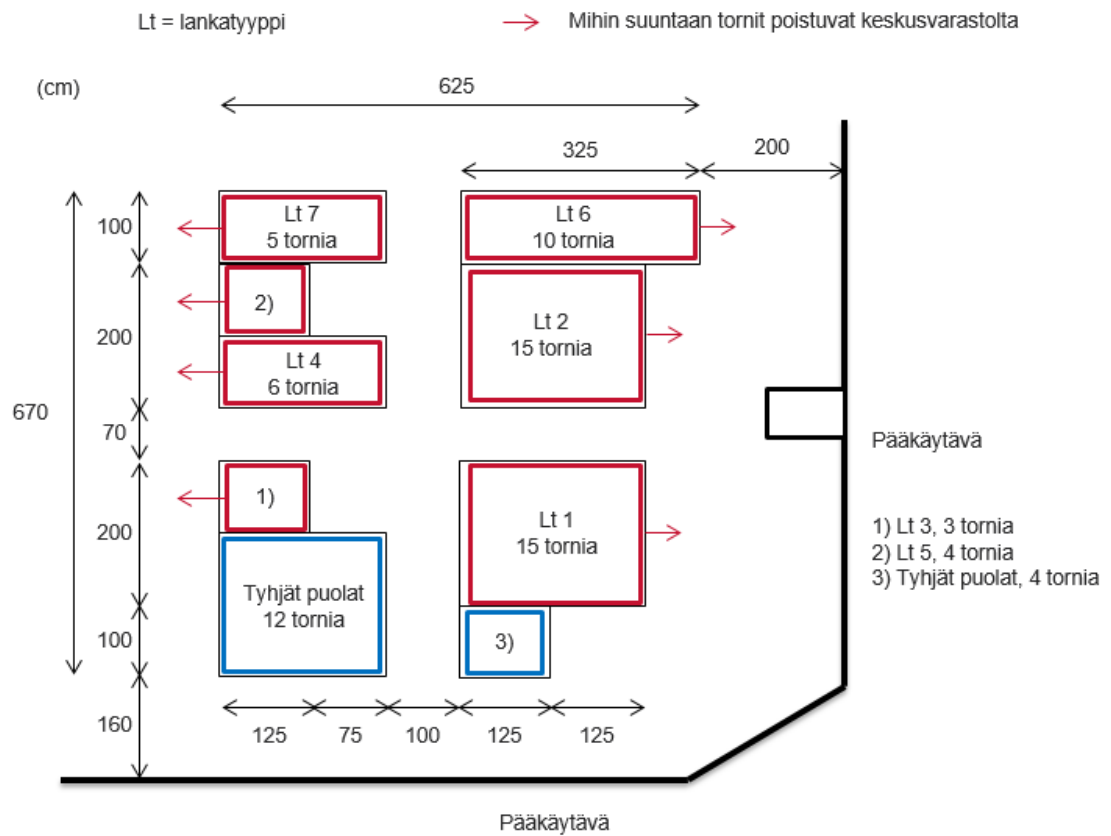 Lt = lankatyyppi
Mihin suuntaan tornit poistuvat keskusvarastolta
(cm)
625
325
200
100
Lt 7
5 tornia
Lt 6
10 tornia
200
2)
Lt 2
15 tornia
Lt 4
6 tornia
670
70
Pääkäytävä
200
1)
Lt 1
15 tornia
1) Lt 3, 3 tornia
2) Lt 5, 4 tornia
3) Tyhjät puolat, 4 tornia
Tyhjät puolat
12 tornia
100
3)
160
125
75
100
125
125
Pääkäytävä